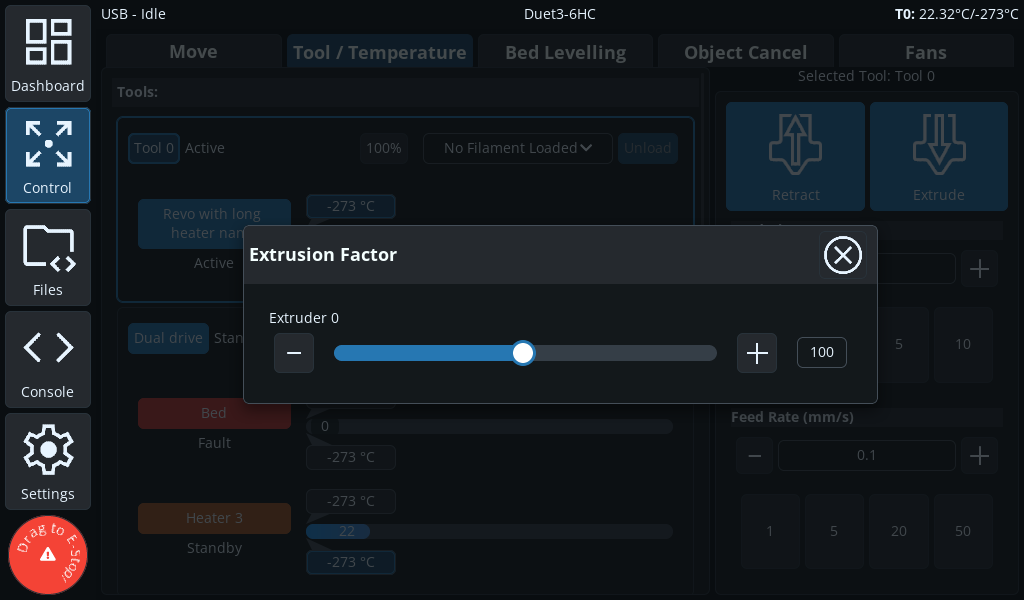 USB - Idle
Duet3-6HC
T0: 22.32°C/-273°C
Dashboard
Control
Files
Console
Settings
Drag to E-Stop!
Move
Tool / Temperature
Bed Levelling
Object Cancel
Fans
Tools:
Tool 0
Active
100%
No Filament Loaded
Unload
Revo with long
heater nam
-273 °C
Active
Dual drive
Stan
Bed
Fault
0
-273 °C
Heater 3
Standby
-273 °C
22
-273 °C
Extrusion Factor
Extruder 0
100
Selected Tool: Tool 0
Retract
Extrude
5
10
Feed Rate (mm/s)
0.1
1
5
20
50